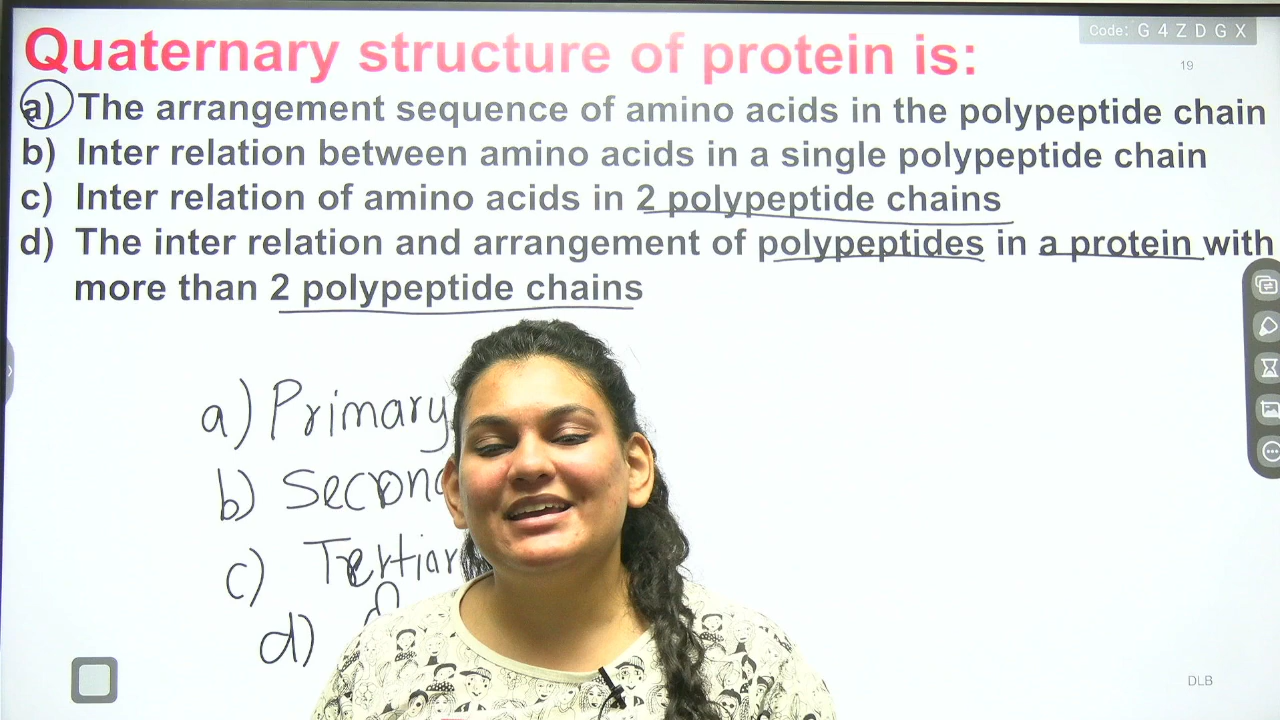 Code: G 4 Z D G X
Quaternary structure of protein is:
19
a) The arrangement sequence of amino acids in the polypeptide chain
b) Inter relation between amino acids in a single polypeptide chain
c) Inter relation of amino acids in 2 polypeptide chains
d) The inter relation and arrangement of polypeptides in a protein with
more than 2 polypeptide chains
a) Primary
b) Second
c) Tertiar
d)
DLB